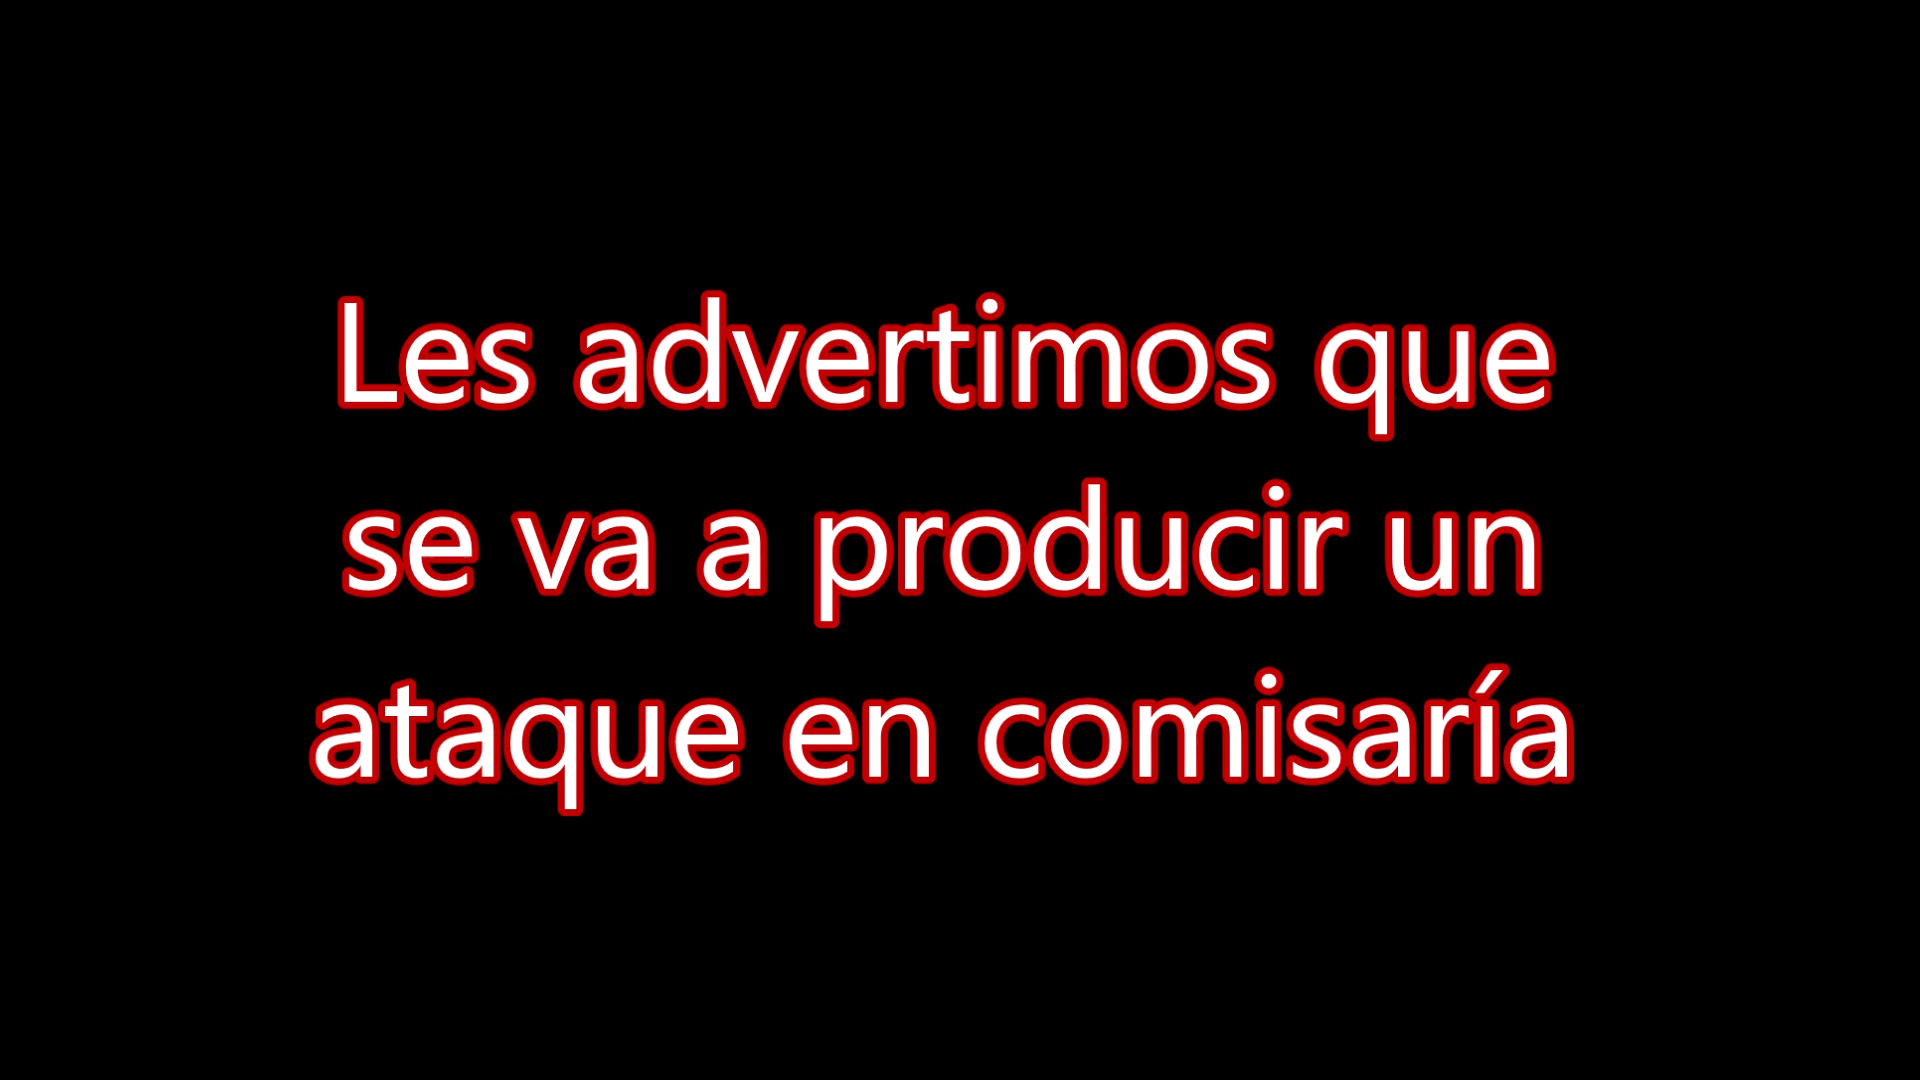 Les advertimos que
se va a producir un
ataque en comisaría